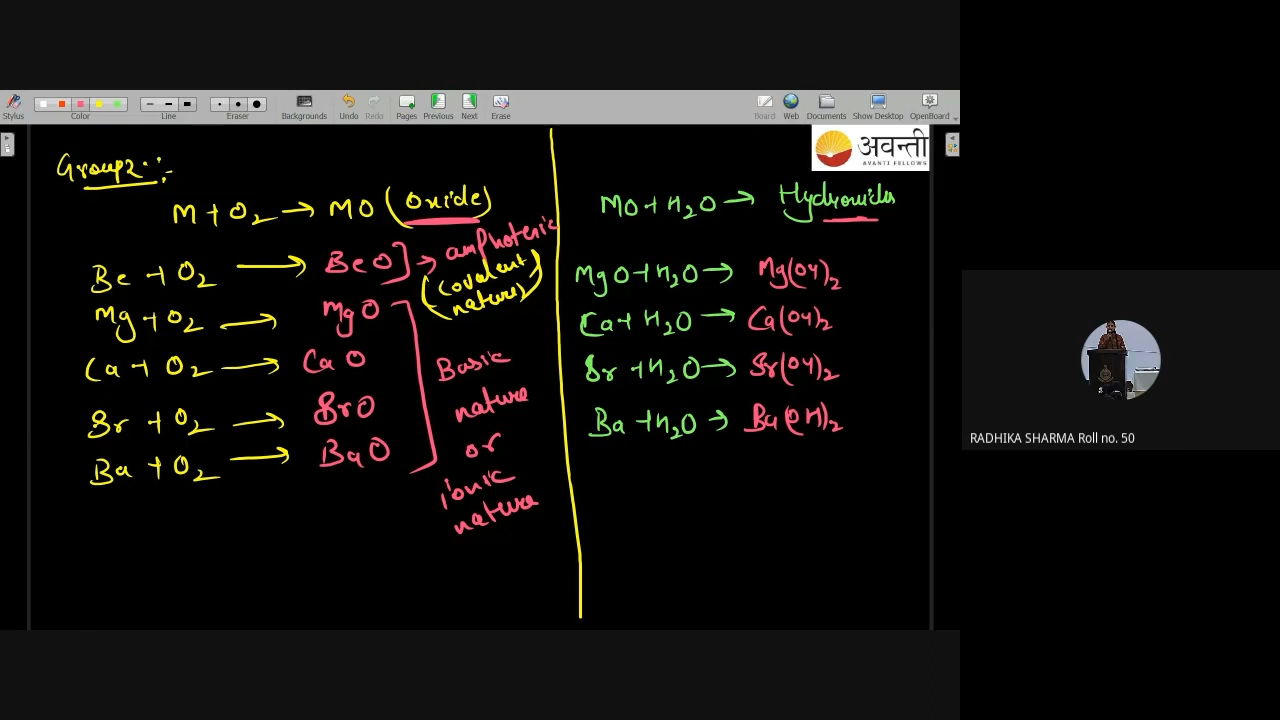 Stylus Color Line Eraser Backgrounds Undo Redo Pages Previous Next Erase Board Web Documents Show Desktop OpenBoard
अवन्ती
AVANTI FELLOWS
Group 2 :-
M + O2 → MO (Oxide)
Be + O2 → BeO ] → amphoteric
(covalent
nature)
Mg + O2 → MgO
Ca + O2 → CaO
Sr + O2 → SrO
Ba + O2 → BaO
Basic
nature
or
ionic
nature
MO + H2O → Hydroxides
MgO + H2O → Mg(OH)2
Ca + H2O → Ca(OH)2
Sr + H2O → Sr(OH)2
Ba + H2O → Ba(OH)2
RADHIKA SHARMA Roll no. 50